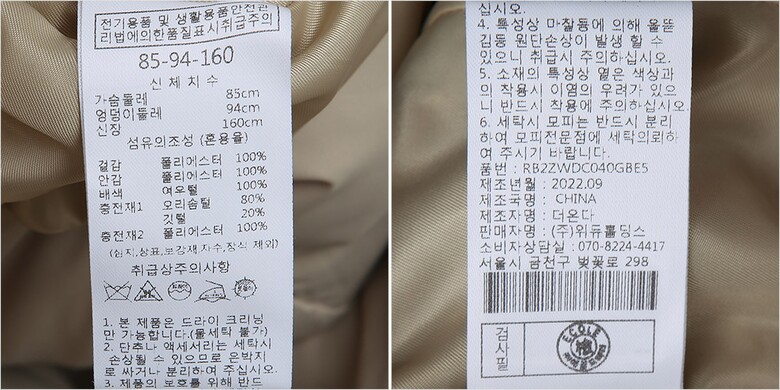 전기용품 및 생활용품안전관
리법에의한품질표시취급주의
85-94-160
신 체 치 수
가슴둘레 85cm
엉덩이둘레 94cm
신장 160cm
섬유의조성 (혼용율)
겉감 폴리에스터 100%
안감 폴리에스터 100%
배색 여우털 100%
충전재1 오리솜털 80%
깃털 20%
충전재2 폴리에스터 100%
(심지,상표,보강재,자수,장식 제외)
취급상주의사항
1. 본 제품은 드라이 크리닝
만 가능합니다.(물세탁 불가)
2. 단추나 액세서리는 세탁시
손상될 수 있으므로 은박지
로 싸거나 분리하여 주십시오.
3. 제품의 보호를 위해 반드
십시오.
4. 특성상 마찰등에 의해 올뜯
김등 원단손상이 발생 할 수
있으니 취급시 주의하십시오.
5. 소재의 특성상 옅은 색상과
의 착용시 이염의 우려가 있으
니 반드시 착용에 주의하십시오.
6. 세탁시 모피는 반드시 분리
하여 모피전문점에 세탁의뢰하
여 주시기 바랍니다.
품번 : RB2ZWDC040GBE5
제조년월 : 2022.09
제조국명 : CHINA
제조자명 : 더온다
판매자명 : (주)위듀홀딩스
소비자상담실 : 070-8224-4417
서울시 금천구 벚꽃로 298
검사필
ECOLE